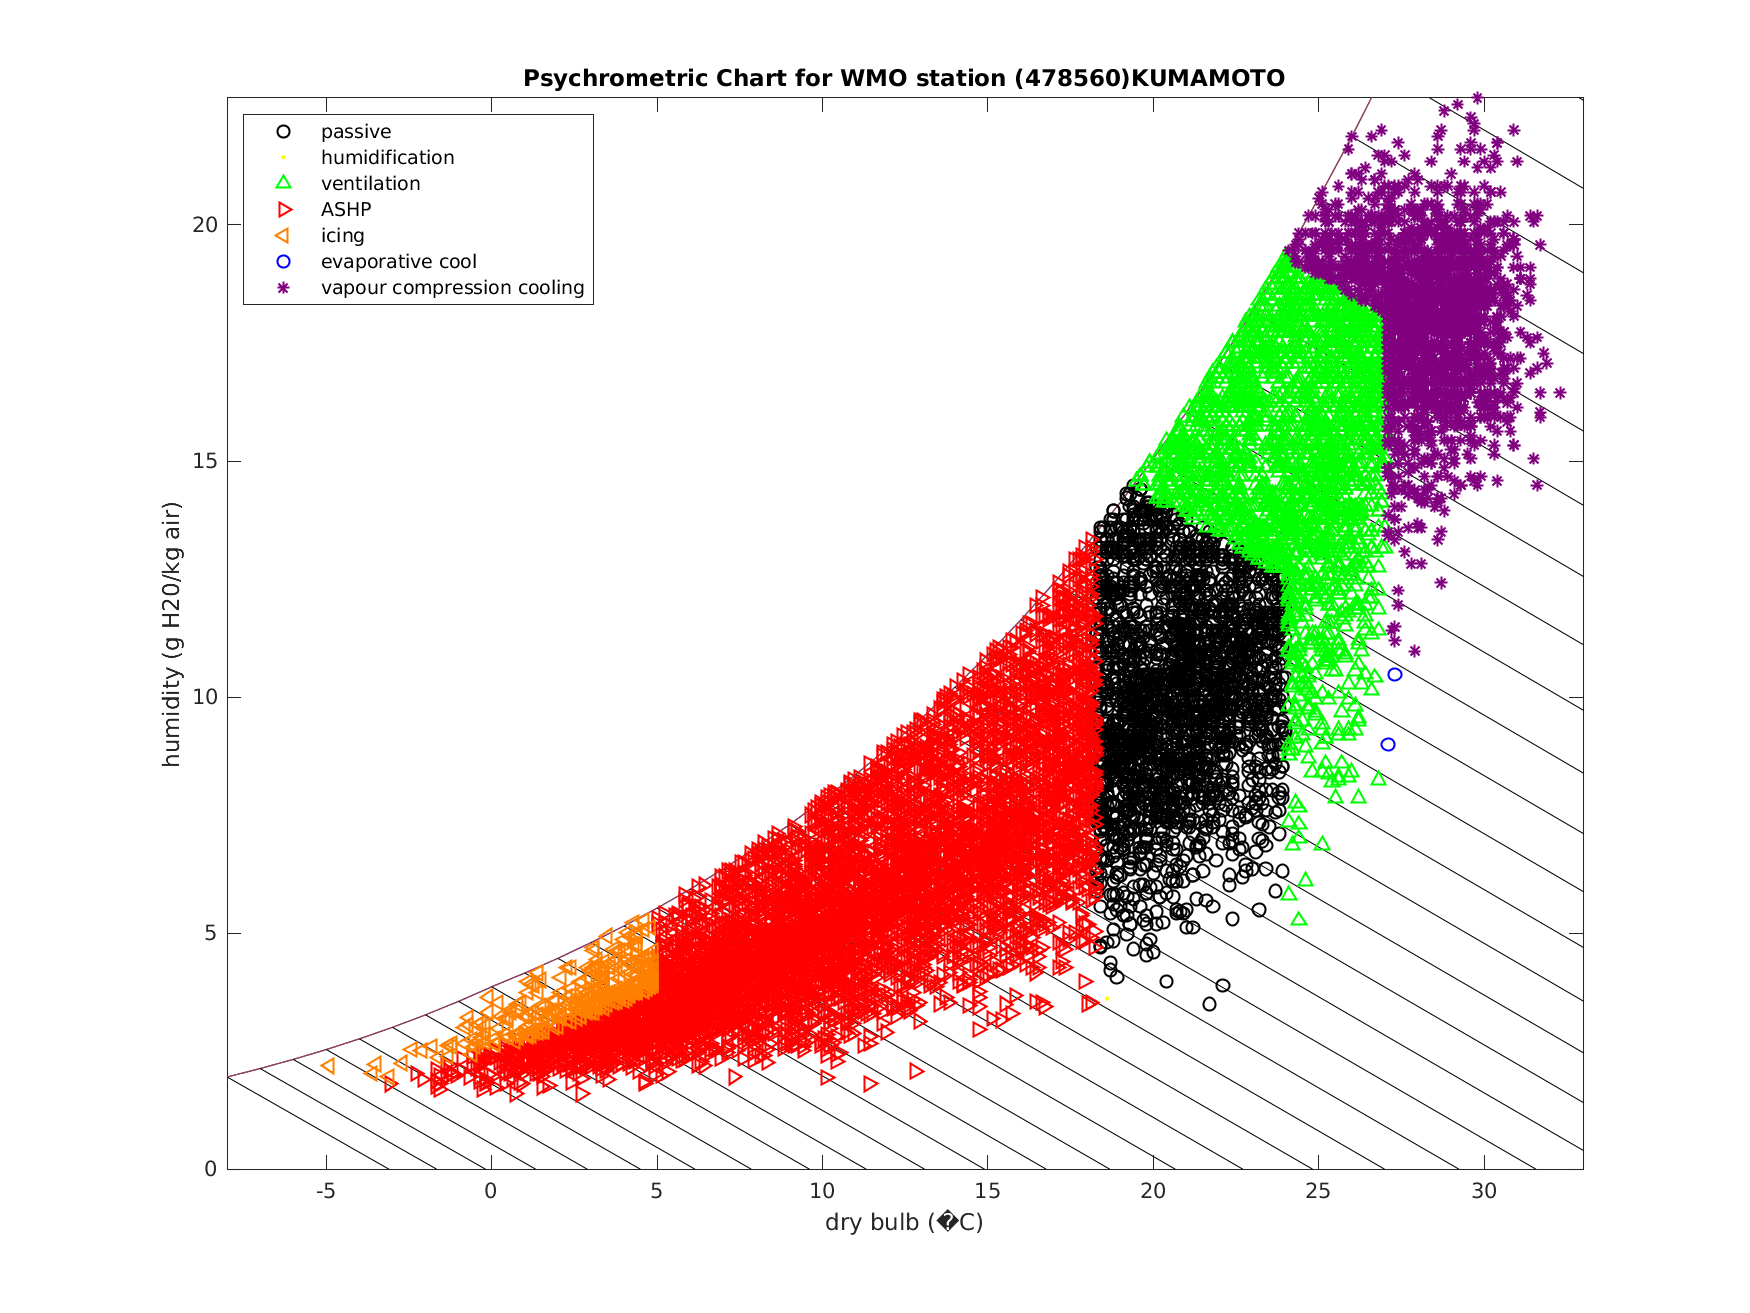 Psychrometric Chart for WMO station (478560)KUMAMOTO
passive
humidification
ventilation
ASHP
icing
evaporative cool
vapour compression cooling
humidity (g H20/kg air)
20
15
10
5
0
-5 0 5 10 15 20 25 30
dry bulb (�C)